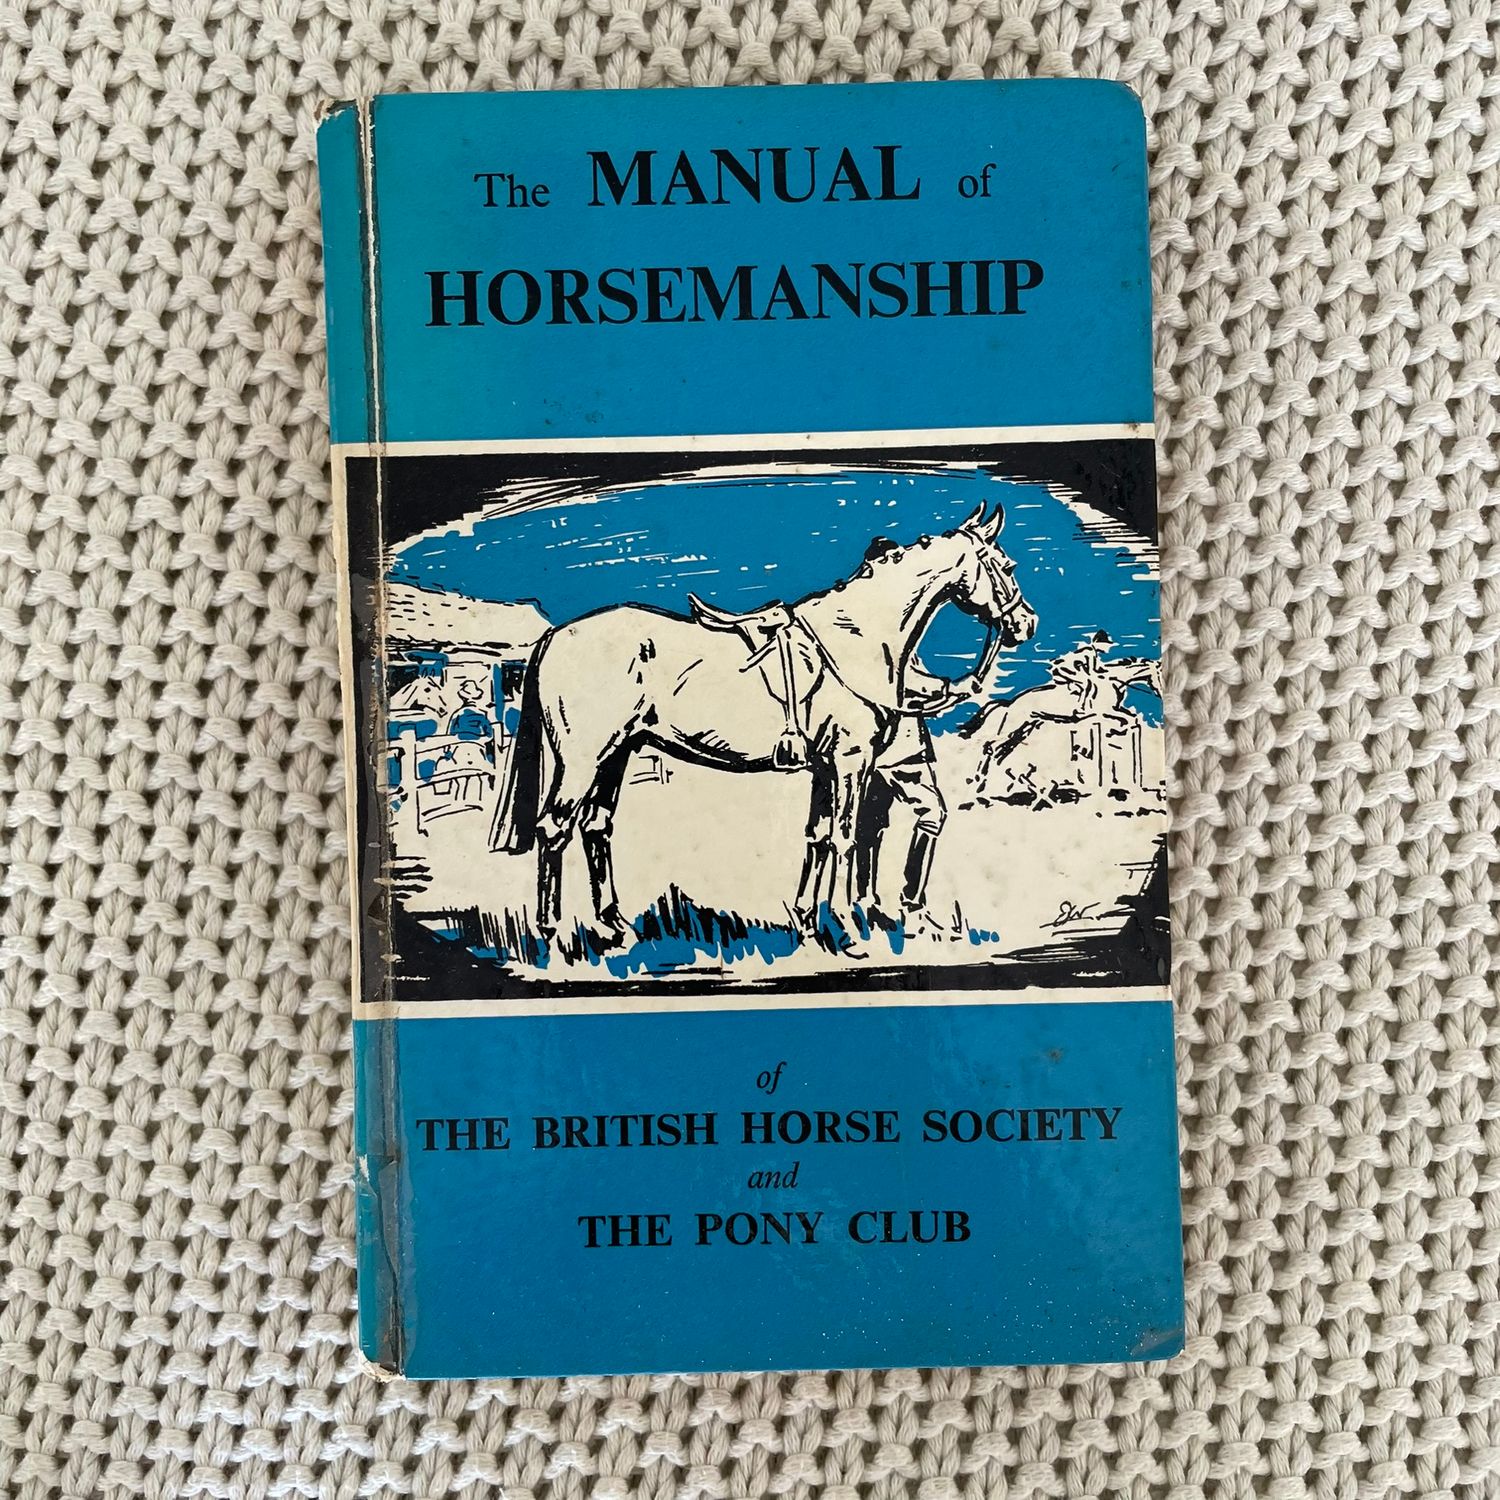 The MANUAL of
HORSEMANSHIP
of
THE BRITISH HORSE SOCIETY
and
THE PONY CLUB